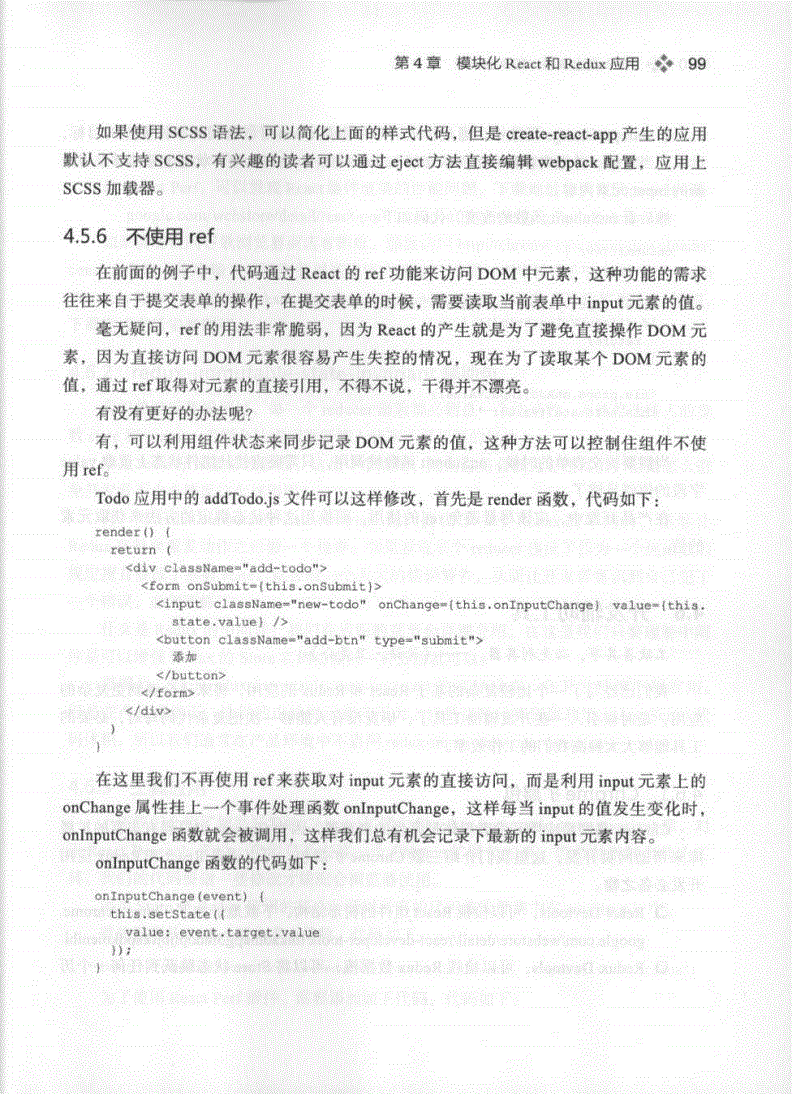 第 4 章 模块化 React 和 Redux 应用 ❖ 99
如果使用 SCSS 语法，可以简化上面的样式代码，但是 create-react-app 产生的应用
默认不支持 SCSS，有兴趣的读者可以通过 eject 方法直接编辑 webpack 配置，应用上
SCSS 加载器。
4.5.6 不使用 ref
在前面的例子中，代码通过 React 的 ref 功能来访问 DOM 中元素，这种功能的需求
往往来自于提交表单的操作，在提交表单的时候，需要读取当前表单中 input 元素的值。
毫无疑问，ref 的用法非常脆弱，因为 React 的产生就是为了避免直接操作 DOM 元
素，因为直接访问 DOM 元素很容易产生失控的情况，现在为了读取某个 DOM 元素的
值，通过 ref 取得对元素的直接引用，不得不说，干得并不漂亮。
有没有更好的办法呢？
有，可以利用组件状态来同步记录 DOM 元素的值，这种方法可以控制住组件不使
用 ref。
Todo 应用中的 addTodo.js 文件可以这样修改，首先是 render 函数，代码如下：
render() {
return (
<div className="add-todo">
<form onSubmit={this.onSubmit}>
<input className="new-todo" onChange={this.onInputChange} value={this.
state.value} />
<button className="add-btn" type="submit">
添加
</button>
</form>
</div>
)
}
在这里我们不再使用 ref 来获取对 input 元素的直接访问，而是利用 input 元素上的
onChange 属性挂上一个事件处理函数 onInputChange，这样每当 input 的值发生变化时，
onInputChange 函数就会被调用，这样我们总有机会记录下最新的 input 元素内容。
onInputChange 函数的代码如下：
onInputChange(event) {
this.setState({
value: event.target.value
});
}